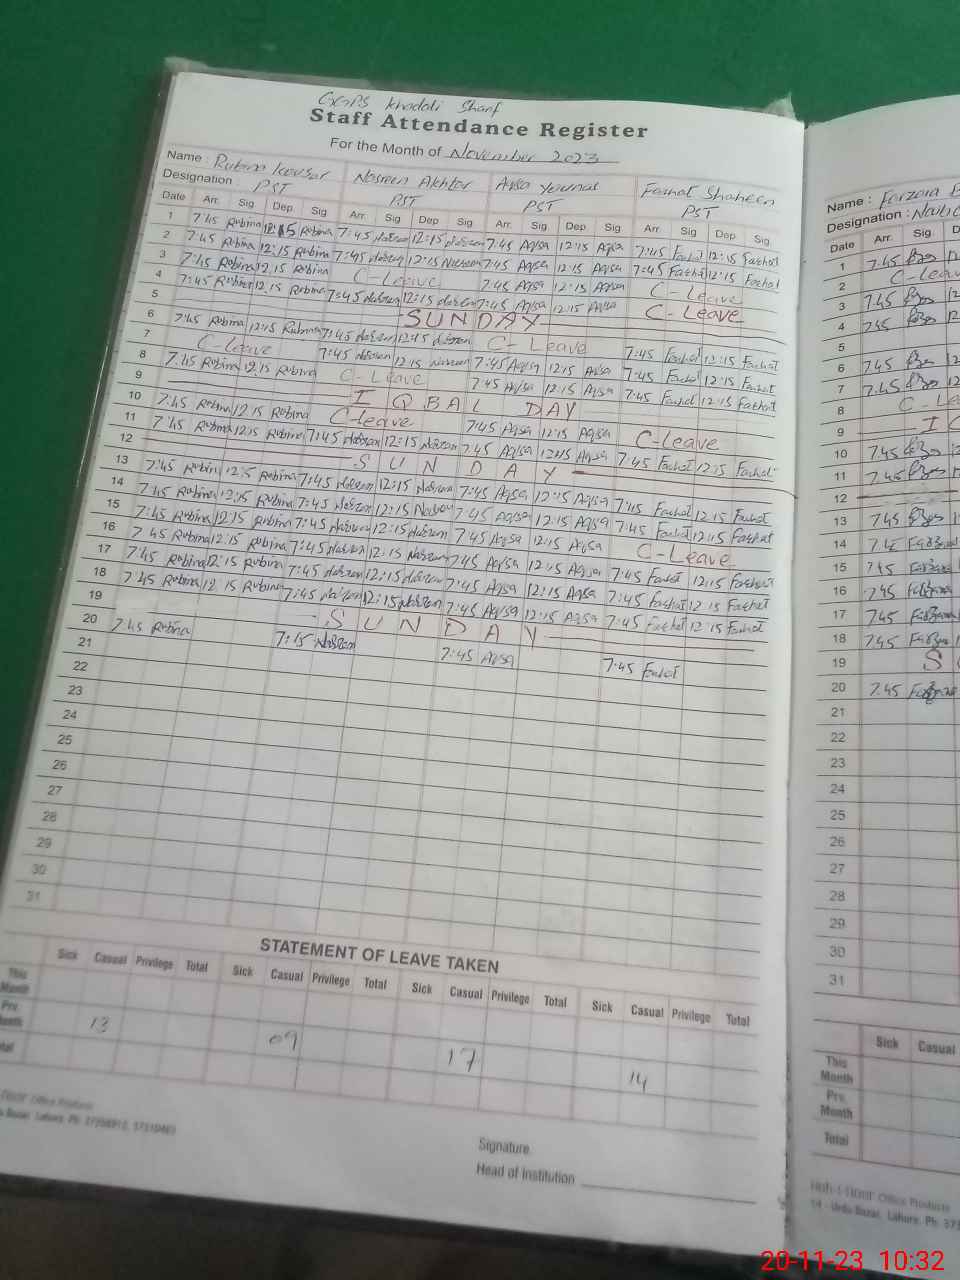 GGPS Khadali Sharf
Staff Attendance Register
For the Month of November 2023
Name : Rubina Kousar Nasreen Akhtar Aqsa Younas Farhat Shaheen
Designation PST PST PST PST
Date Arr. Sig Dep. Sig Arr. Sig Dep Sig Arr. Sig Dep Sig Arr. Sig Dep Sig.
1 7:45 Rubina 12:15 Rubina 7:45 Nasreen 12:15 Nasreen 7:45 Aqsa 12:15 Aqsa 7:45 Farhat 12:15 Farhat
2 7:45 Rubina 12:15 Rubina 7:45 Nasreen 12:15 Nasreen 7:45 Aqsa 12:15 Aqsa 7:45 Farhat 12:15 Farhat
3 7:45 Rubina 12:15 Rubina C-Leave 7:45 Aqsa 12:15 Aqsa C-Leave
4 7:45 Rubina 12:15 Rubina 7:45 Nasreen 12:15 Nasreen 7:45 Aqsa 12:15 Aqsa C-Leave
5 SUNDAY
6 7:45 Rubina 12:15 Rubina 7:45 Nasreen 12:45 Nasreen C-Leave 7:45 Farhat 12:15 Farhat
7 C-Leave 7:45 Nasreen 12:15 Nasreen 7:45 Aqsa 12:15 Aqsa 7:45 Farhat 12:15 Farhat
8 7:45 Rubina 12:15 Rubina C-Leave 7:45 Aqsa 12:15 Aqsa 7:45 Farhat 12:15 Farhat
9 IQBAL DAY
10 7:45 Rubina 12:15 Rubina C-Leave 7:45 Aqsa 12:15 Aqsa C-Leave
11 7:45 Rubina 12:15 Rubina 7:45 Nasreen 12:15 Nasreen 7:45 Aqsa 12:15 Aqsa 7:45 Farhat 12:15 Farhat
12 SUNDAY
13 7:45 Rubina 12:15 Rubina 7:45 Nasreen 12:15 Nasreen 7:45 Aqsa 12:15 Aqsa 7:45 Farhat 12:15 Farhat
14 7:45 Rubina 12:15 Rubina 7:45 Nasreen 12:15 Nasreen 7:45 Aqsa 12:15 Aqsa 7:45 Farhat 12:15 Farhat
15 7:45 Rubina 12:15 Rubina 7:45 Nasreen 12:15 Nasreen 7:45 Aqsa 12:15 Aqsa C-Leave
16 7:45 Rubina 12:15 Rubina 7:45 Nasreen 12:15 Nasreen 7:45 Aqsa 12:15 Aqsa 7:45 Farhat 12:15 Farhat
17 7:45 Rubina 12:15 Rubina 7:45 Nasreen 12:15 Nasreen 7:45 Aqsa 12:15 Aqsa 7:45 Farhat 12:15 Farhat
18 7:45 Rubina 12:15 Rubina 7:45 Nasreen 12:15 Nasreen 7:45 Aqsa 12:15 Aqsa 7:45 Farhat 12:15 Farhat
19 SUNDAY
20 7:45 Rubina 7:15 Nasreen 7:45 Aqsa 7:45 Farhat
21
22
23
24
25
26
27
28
29
30
31
STATEMENT OF LEAVE TAKEN
Sick Casual Privilege Total Sick Casual Privilege Total Sick Casual Privilege Total Sick Casual Privilege Total
This Month
Prv. Month 13 09 17 14
Signature
Head of Institution
Name : Farzana
Designation :
Date Arr. Sig.
1 7:45
2 C-Leave
3 7:45
4 7:45
5
6 7:45
7 7:45
8
9
10 7:45
11 7:45
12
13 7:45
14
15 7:45
16 7:45
17 7:45
18 7:45
19 S
20 7:45
21
22
23
24
25
26
27
28
29
30
31
Sick Casual
This Month
Prv. Month
Total
Office Products
14 - Urdu Bazar, Lahore. Ph.
20-11-23 10:32